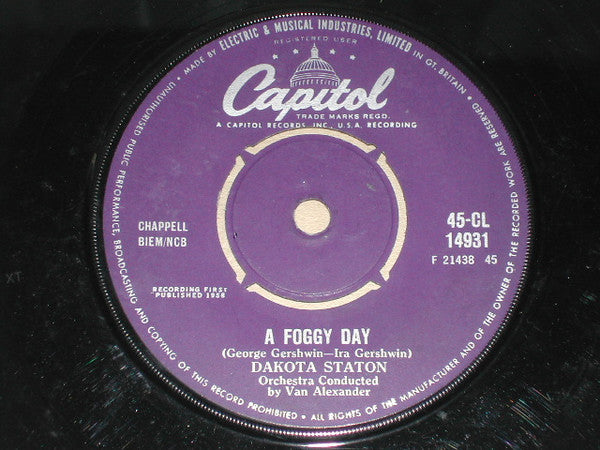 MADE BY ELECTRIC & MUSICAL INDUSTRIES, LIMITED IN GT. BRITAIN •
REGISTERED USER
Capitol
TRADE MARKS REGD.
A CAPITOL RECORDS INC., U.S.A. RECORDING
CHAPPELL
BIEM/NCB
45-CL
14931
F 21438 45
RECORDING FIRST
PUBLISHED 1958
A FOGGY DAY
(George Gershwin—Ira Gershwin)
DAKOTA STATON
Orchestra Conducted
by Van Alexander
UNAUTHORISED PUBLIC PERFORMANCE, BROADCASTING AND COPYING OF THIS RECORD PROHIBITED • ALL RIGHTS OF THE MANUFACTURER AND OF THE OWNER OF THE RECORDED WORK ARE RESERVED
XT